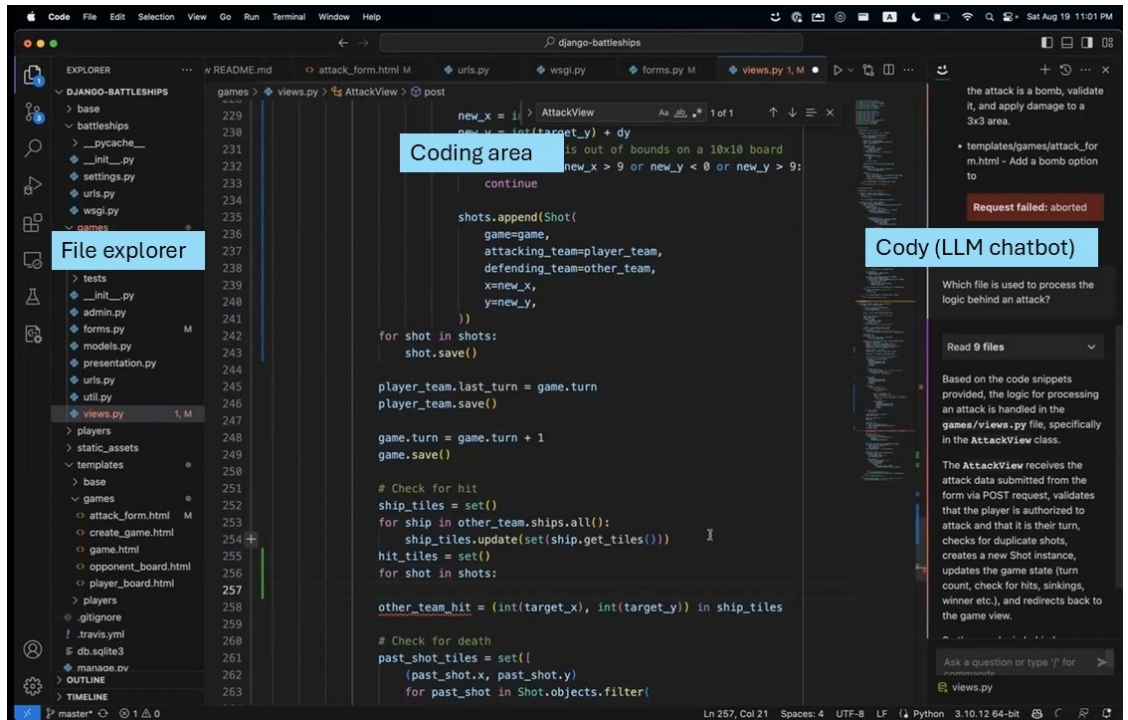 Code File Edit Selection View Go Run Terminal Window Help
A
Sat Aug 19 11:01 PM
django-battleships
EXPLORER
DJANGO-BATTLESHIPS
base
battleships
__pycache__
__init__.py
settings.py
urls.py
wsgi.py
games
File explorer
tests
__init__.py
admin.py
forms.py M
models.py
presentation.py
urls.py
util.py
views.py 1, M
players
static_assets
templates
base
games
attack_form.html M
create_game.html
game.html
opponent_board.html
player_board.html
players
.gitignore
.travis.yml
db.sqlite3
manage.py
OUTLINE
TIMELINE
README.md attack_form.html M urls.py wsgi.py forms.py M views.py 1, M
games > views.py > AttackView > post
AttackView Aa ab 1 of 1
Coding area
229 new_x =
230 new_y = int(target_y) + dy
231 is out of bounds on a 10x10 board
232 new_x > 9 or new_y < 0 or new_y > 9:
233 continue
234
235 shots.append(Shot(
236 game=game,
237 attacking_team=player_team,
238 defending_team=other_team,
239 x=new_x,
240 y=new_y,
241 ))
242 for shot in shots:
243 shot.save()
244
245 player_team.last_turn = game.turn
246 player_team.save()
247
248 game.turn = game.turn + 1
249 game.save()
250
251 # Check for hit
252 ship_tiles = set()
253 for ship in other_team.ships.all():
254 ship_tiles.update(set(ship.get_tiles()))
255 hit_tiles = set()
256 for shot in shots:
257
258 other_team_hit = (int(target_x), int(target_y)) in ship_tiles
259
260 # Check for death
261 past_shot_tiles = set([
262 (past_shot.x, past_shot.y)
263 for past_shot in Shot.objects.filter(
the attack is a bomb, validate
it, and apply damage to a
3x3 area.
• templates/games/attack_for
m.html - Add a bomb option
to
Request failed: aborted
Cody (LLM chatbot)
Which file is used to process the
logic behind an attack?
Read 9 files
Based on the code snippets
provided, the logic for processing
an attack is handled in the
games/views.py file, specifically
in the AttackView class.
The AttackView receives the
attack data submitted from the
form via POST request, validates
that the player is authorized to
attack and that it is their turn,
checks for duplicate shots,
creates a new Shot instance,
updates the game state (turn
count, check for hits, sinkings,
winner etc.), and redirects back to
the game view.
Ask a question or type '/' for
commands
views.py
master* 1 0
Ln 257, Col 21 Spaces: 4 UTF-8 LF Python 3.10.12 64-bit